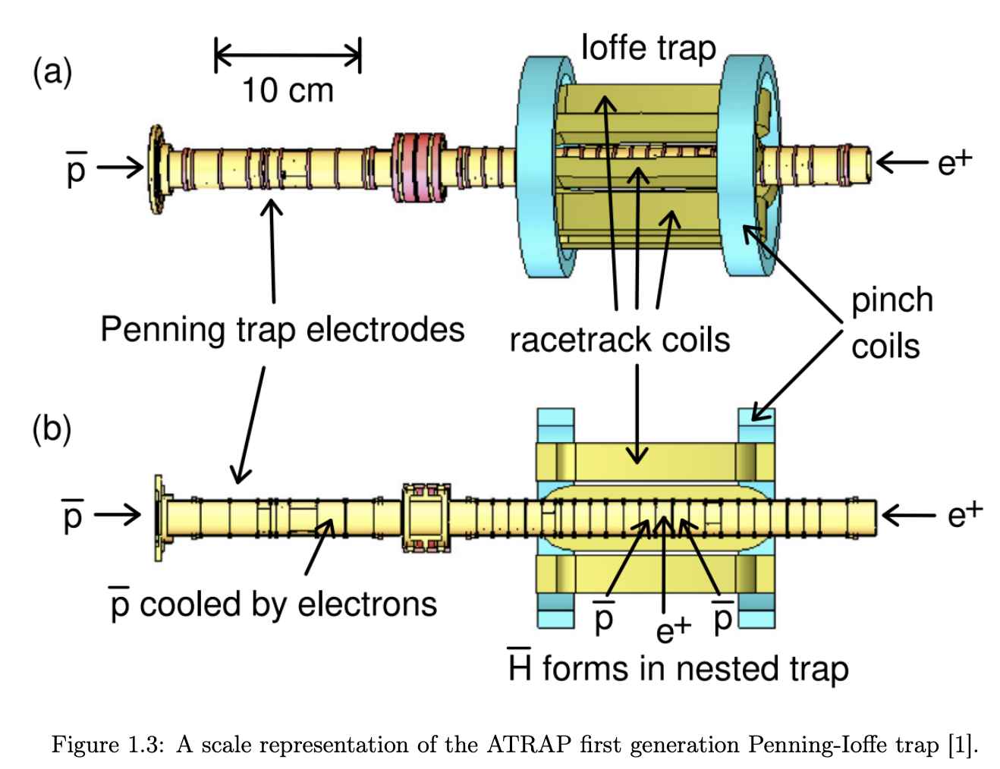 (a)
10 cm
Ioffe trap
p̅
e+
Penning trap electrodes
racetrack coils
pinch
coils
(b)
p̅
e+
p̅ cooled by electrons
p̅
e+
p̅
H̅ forms in nested trap
Figure 1.3: A scale representation of the ATRAP first generation Penning-Ioffe trap [1].